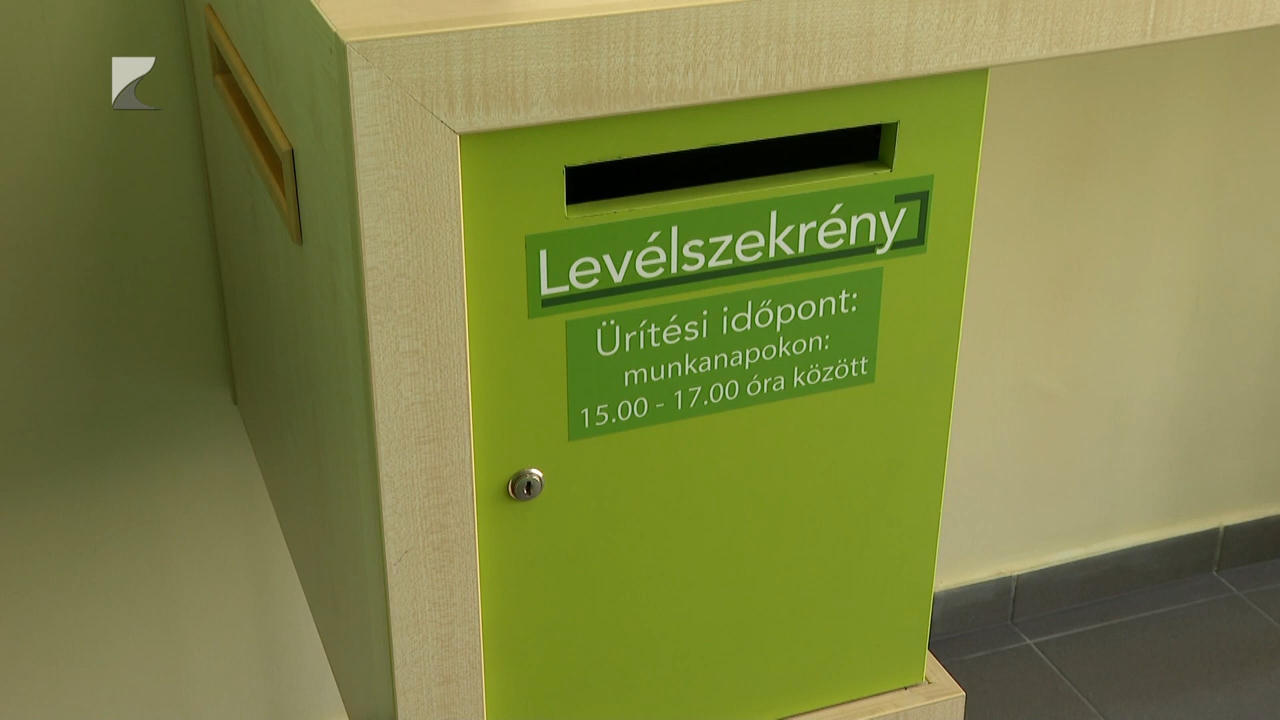 Levélszekrény
Ürítési időpont:
munkanapokon:
15.00 - 17.00 óra között